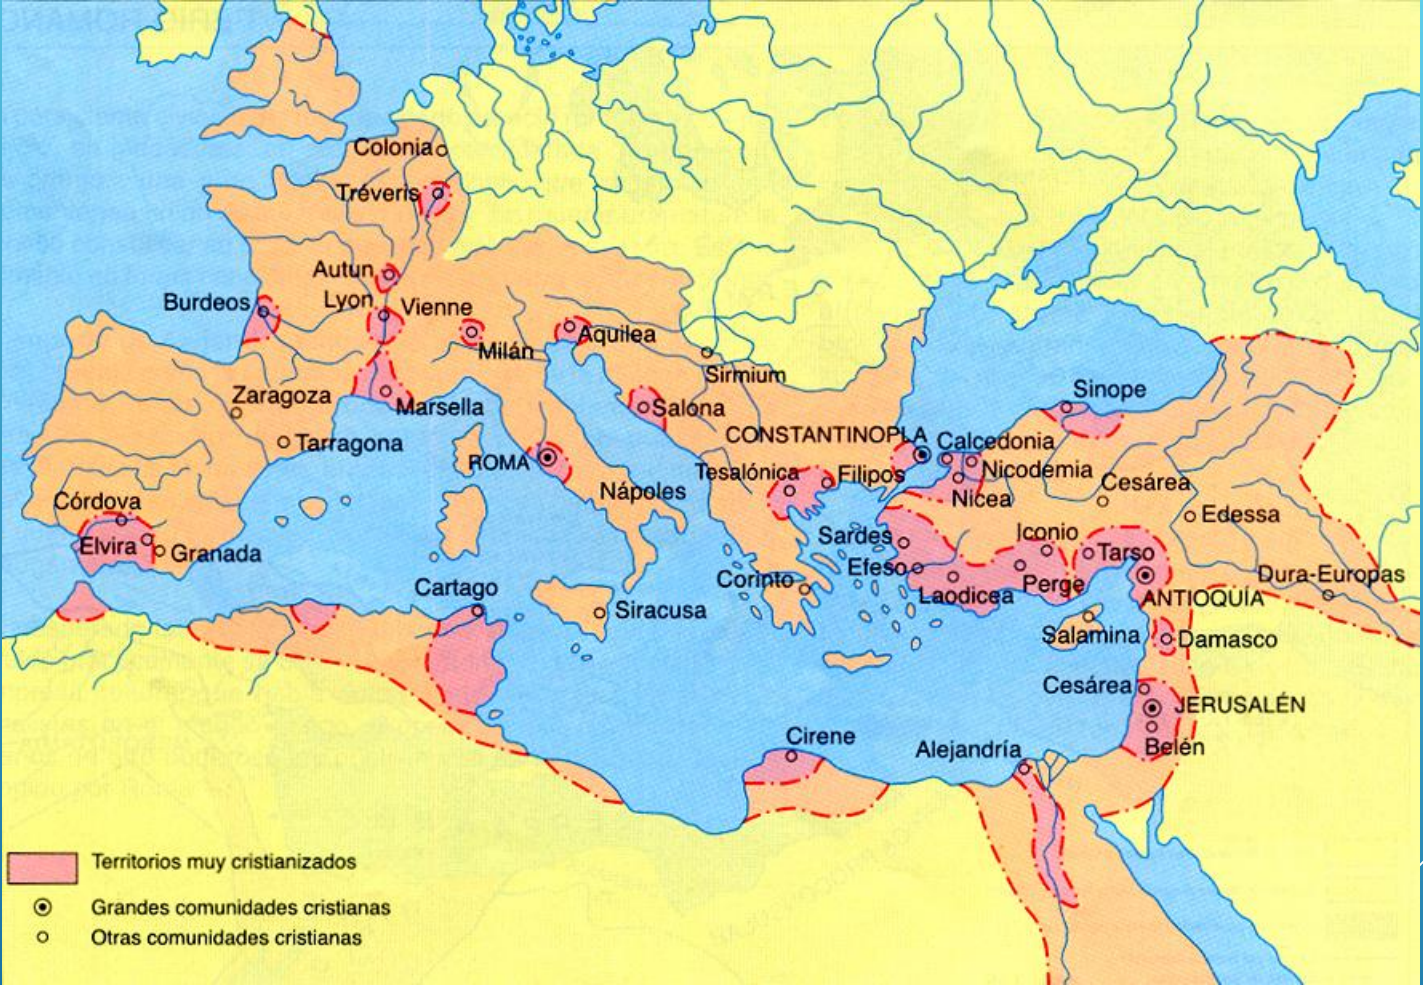 Colonia
Tréveris
Autun
Lyon
Vienne
Burdeos
Milán
Aquilea
Sirmium
Zaragoza
Marsella
Salona
Sinope
Tarragona
CONSTANTINOPLA
Calcedonia
ROMA
Tesalónica
Filipos
Nicodemia
Nicea
Cesárea
Nápoles
Córdova
Edessa
Elvira
Granada
Sardes
Iconio
Tarso
Efeso
Corinto
Cartago
Siracusa
Laodicea
Perge
Dura-Europas
ANTIOQUÍA
Salamina
Damasco
Cesárea
JERUSALÉN
Cirene
Alejandría
Belén
Territorios muy cristianizados
Grandes comunidades cristianas
Otras comunidades cristianas